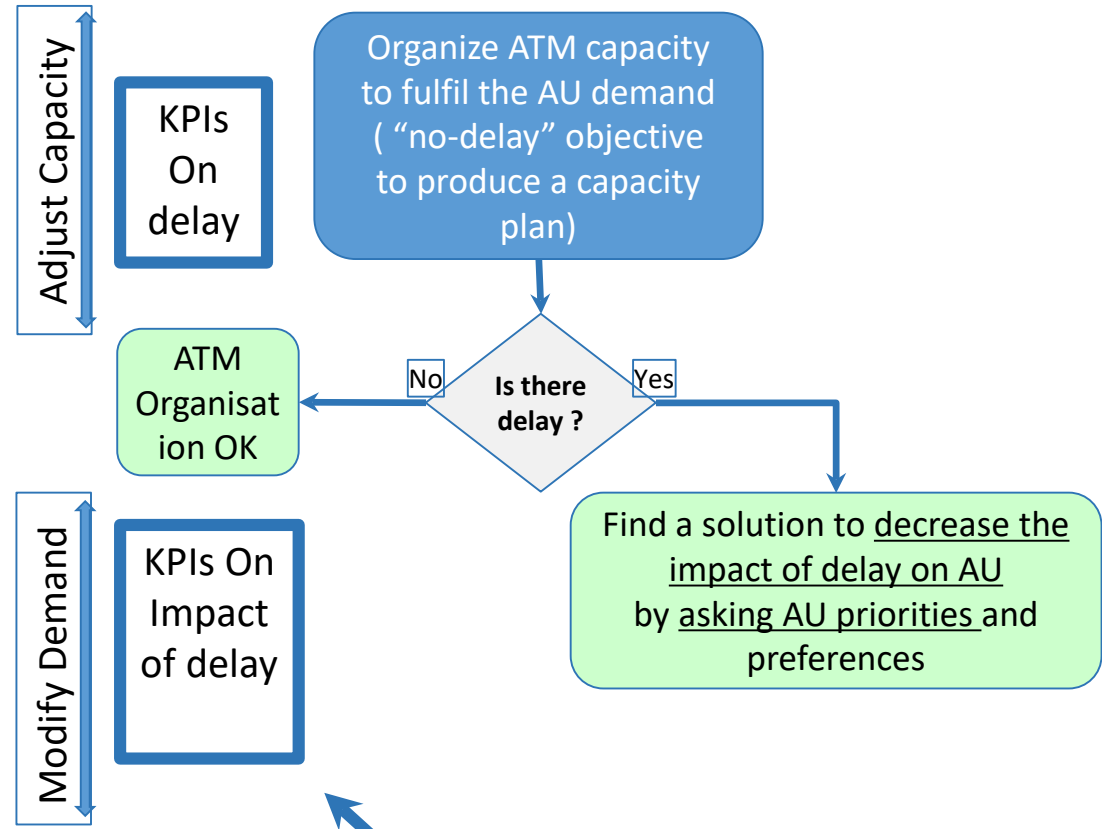 Adjust Capacity
KPIs
On
delay
Organize ATM capacity
to fulfil the AU demand
( “no-delay” objective
to produce a capacity
plan)
ATM
Organisat
ion OK
No
Is there
delay ?
Yes
Modify Demand
KPIs On
Impact
of delay
Find a solution to decrease the
impact of delay on AU
by asking AU priorities and
preferences